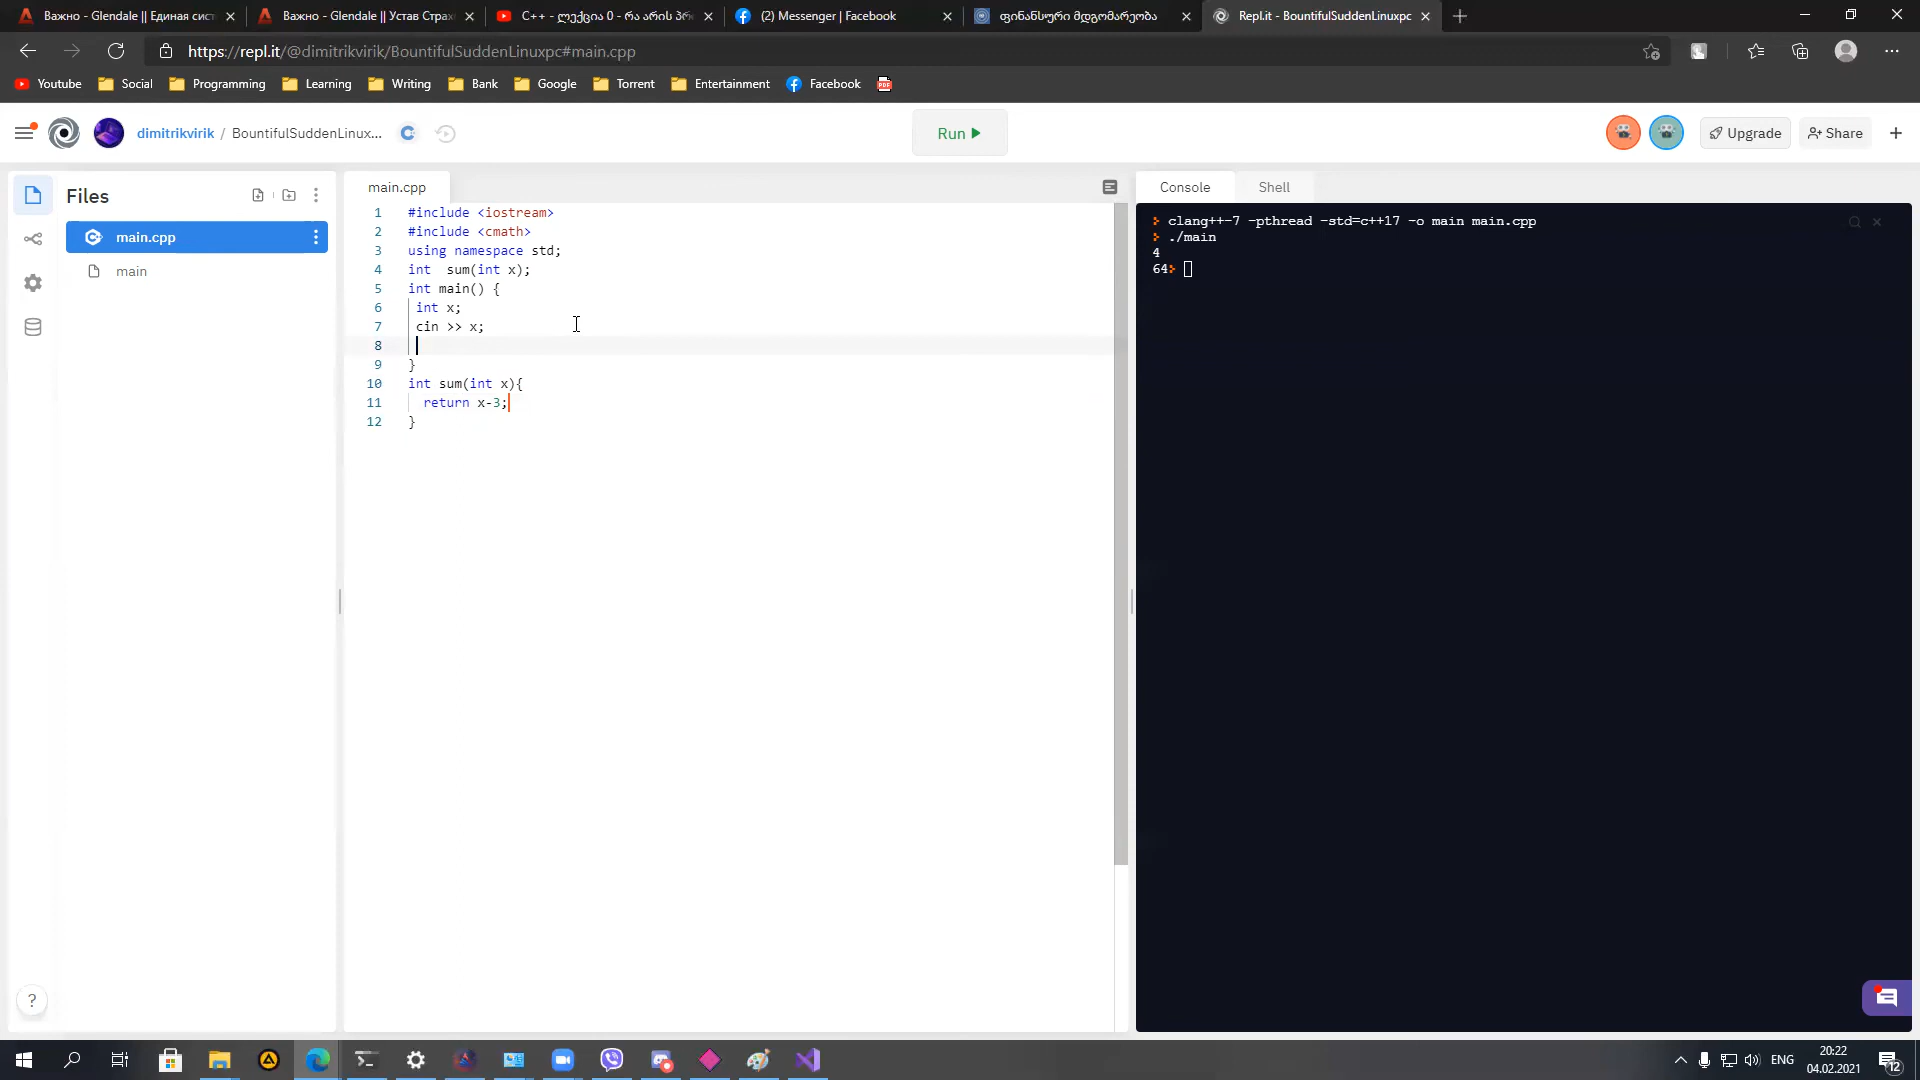 Важно - Glendale || Единая сист
Важно - Glendale || Устав Страх
C++ - ლექცია 0 - რა არის პრ
(2) Messenger | Facebook
ფინანსური მდგომარეობა
Repl.it - BountifulSuddenLinuxpc
https://repl.it/@dimitrikvirik/BountifulSuddenLinuxpc#main.cpp
Youtube
Social
Programming
Learning
Writing
Bank
Google
Torrent
Entertainment
Facebook
PDF
dimitrikvirik / BountifulSuddenLinux...
Run
Upgrade
Share
Files
main.cpp
main
main.cpp
1 #include <iostream>
2 #include <cmath>
3 using namespace std;
4 int  sum(int x);
5 int main() {
6 int x;
7 cin >> x;
8
9 }
10 int sum(int x){
11 return x-3;
12 }
Console
Shell
clang++-7 -pthread -std=c++17 -o main main.cpp
./main
4
64
?
ENG
20:22
04.02.2021
12